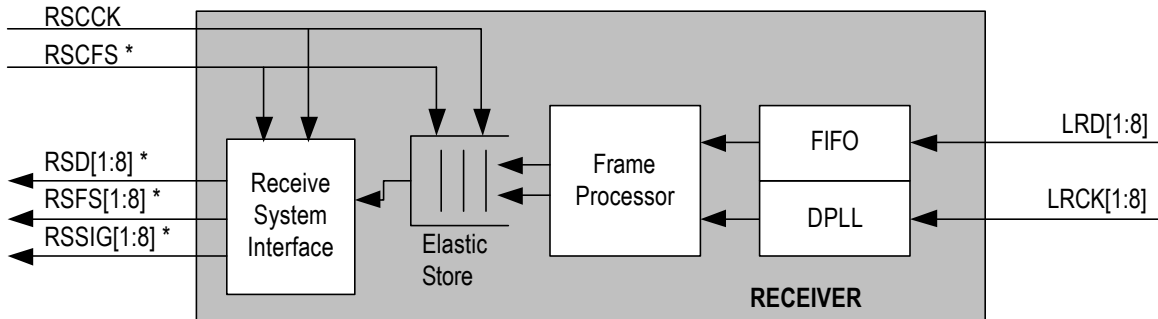 RSCCK
RSCFS *
RSD[1:8] *
RSFS[1:8] *
RSSIG[1:8] *
Receive
System
Interface
Elastic
Store
Frame
Processor
FIFO
DPLL
LRD[1:8]
LRCK[1:8]
RECEIVER